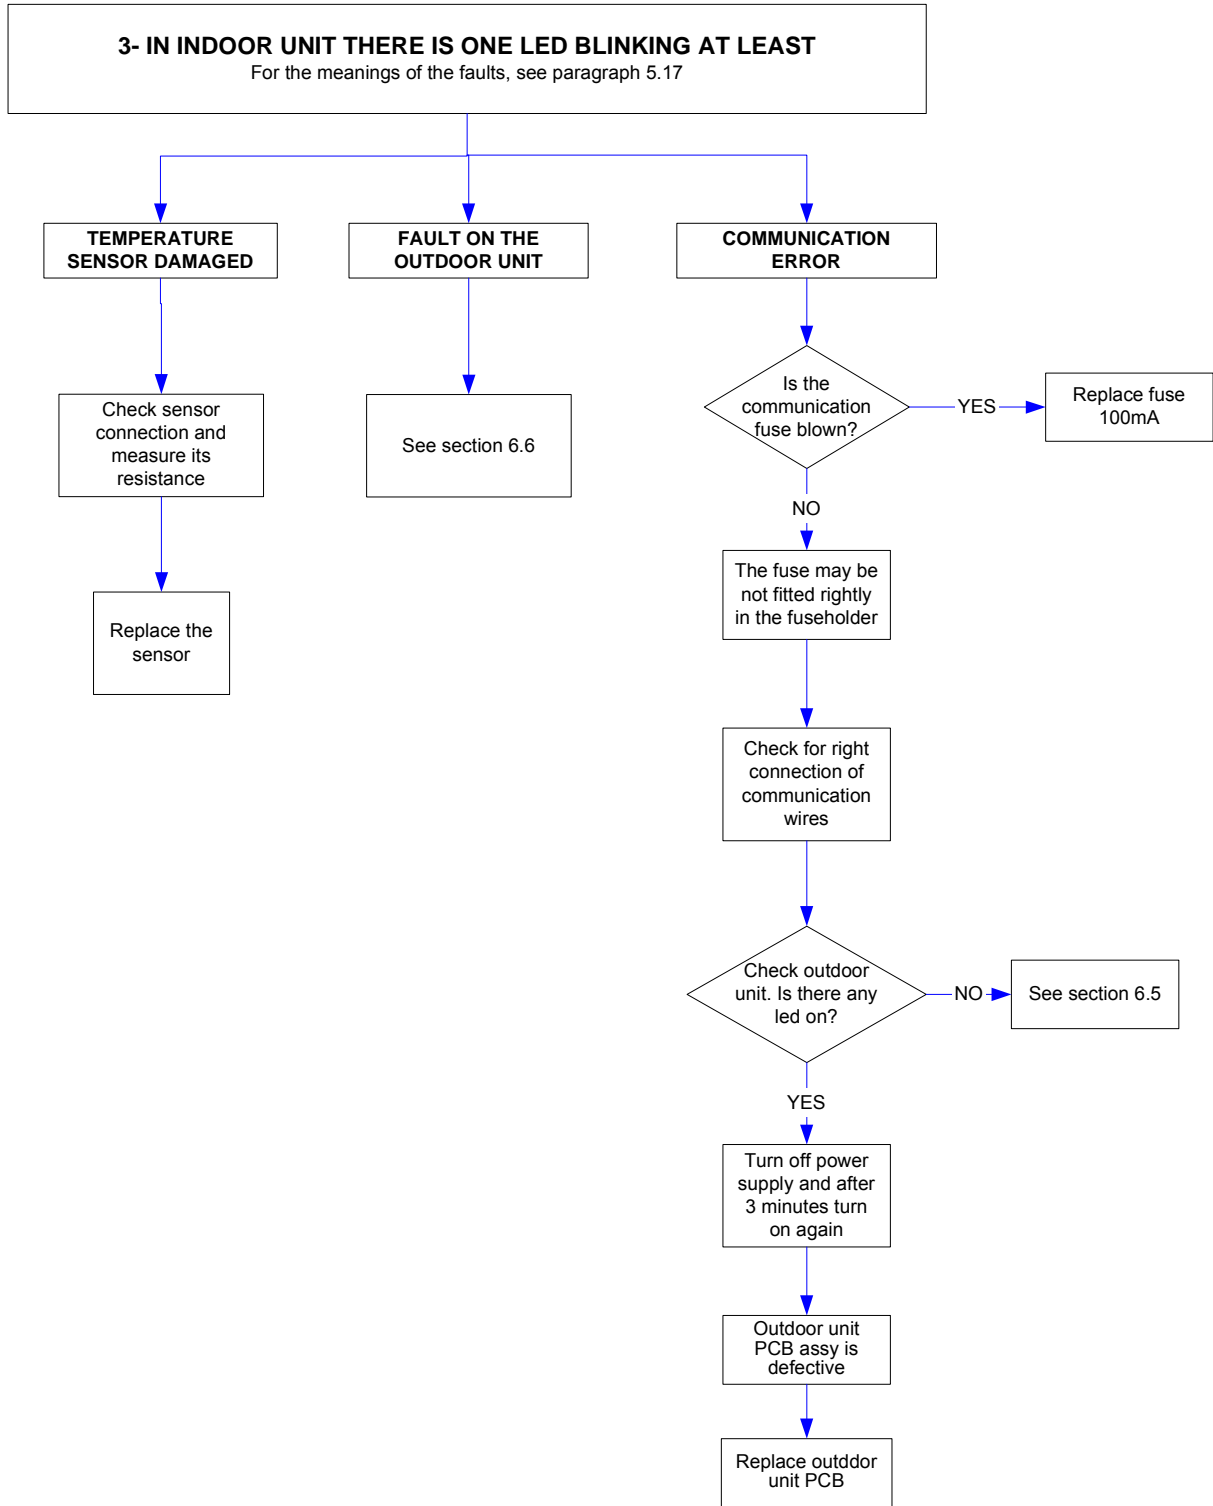 3- IN INDOOR UNIT THERE IS ONE LED BLINKING AT LEAST
For the meanings of the faults, see paragraph 5.17
TEMPERATURE
SENSOR DAMAGED
FAULT ON THE
OUTDOOR UNIT
COMMUNICATION
ERROR
Check sensor
connection and
measure its
resistance
See section 6.6
Is the
communication
fuse blown?
YES
Replace fuse
100mA
NO
The fuse may be
not fitted rightly
in the fuseholder
Replace the
sensor
Check for right
connection of
communication
wires
Check outdoor
unit. Is there any
led on?
NO
See section 6.5
YES
Turn off power
supply and after
3 minutes turn
on again
Outdoor unit
PCB assy is
defective
Replace outddor
unit PCB